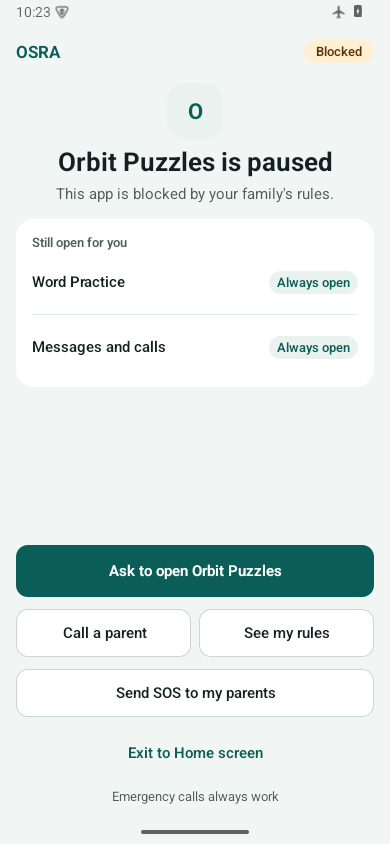 10:23
OSRA
Blocked
O
Orbit Puzzles is paused
This app is blocked by your family's rules.
Still open for you
Word Practice
Always open
Messages and calls
Always open
Ask to open Orbit Puzzles
Call a parent
See my rules
Send SOS to my parents
Exit to Home screen
Emergency calls always work